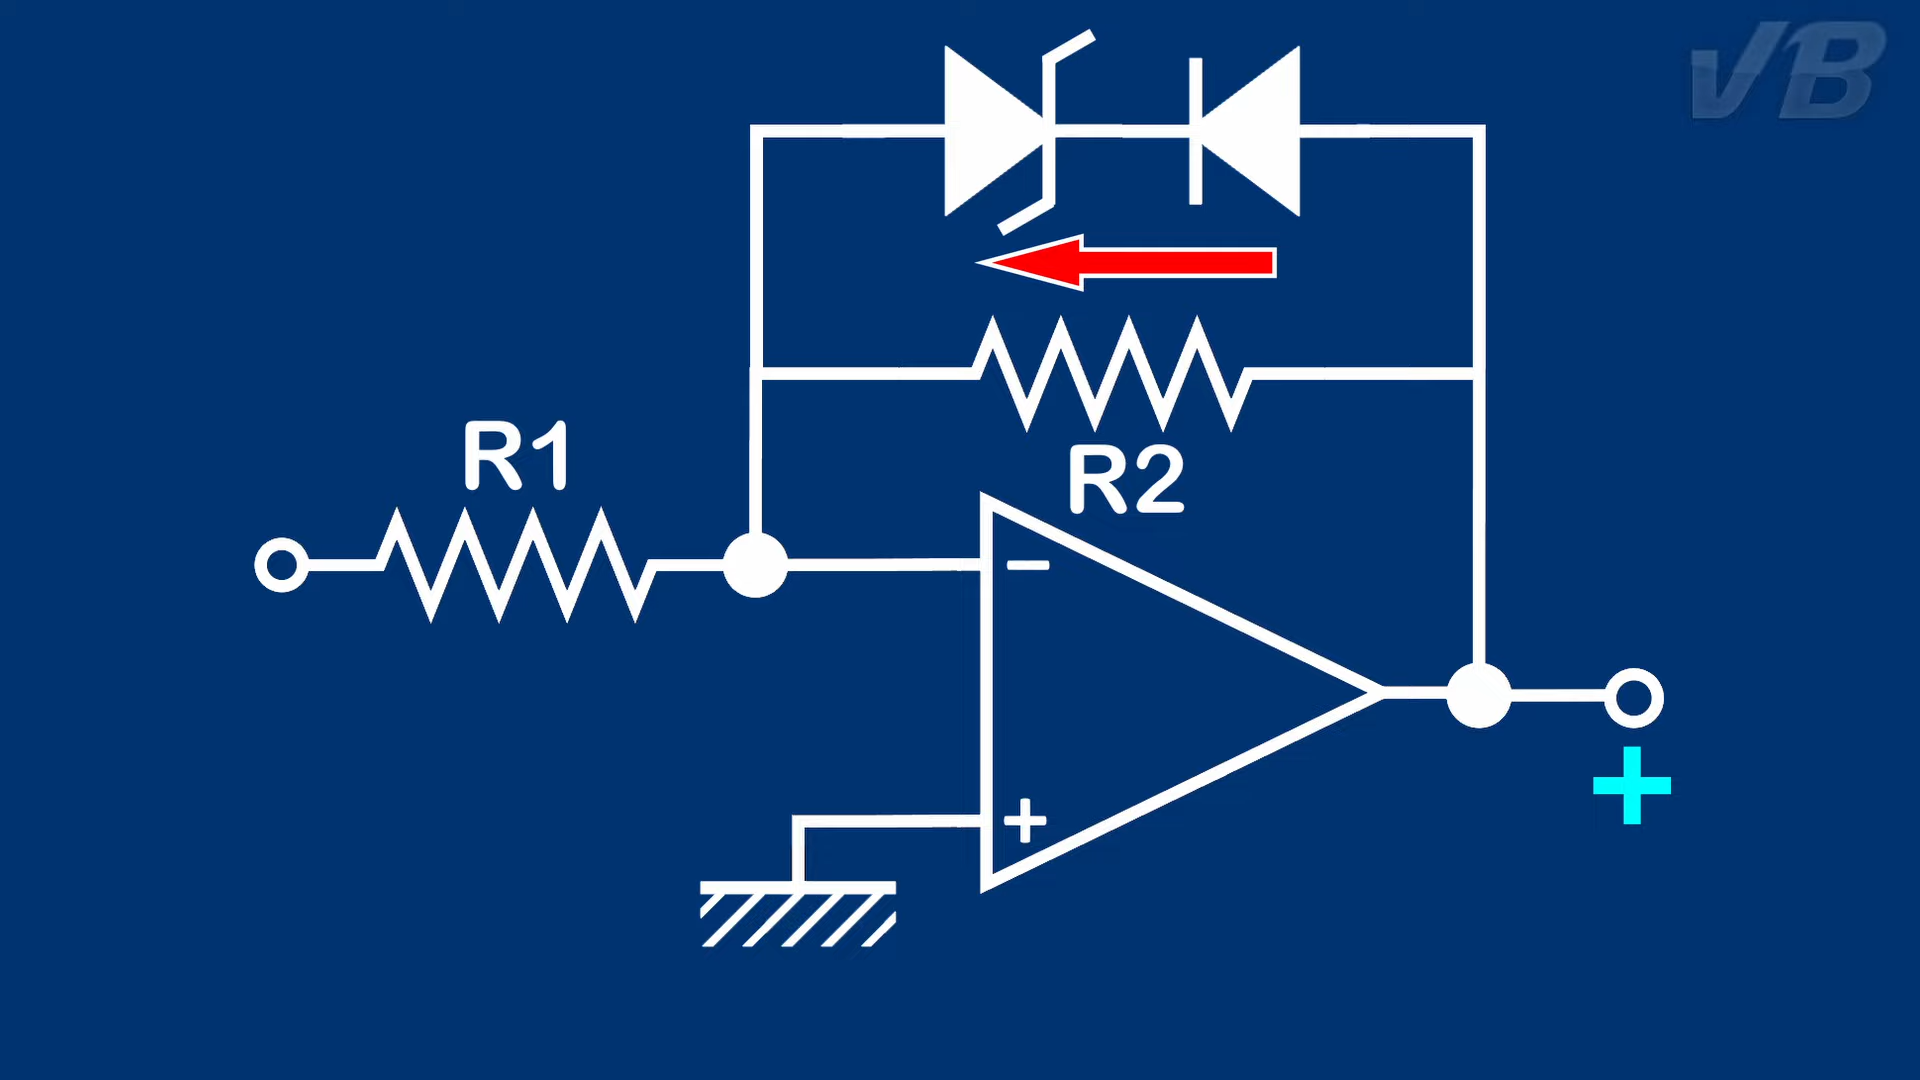 VB
R1
R2
−
+
+